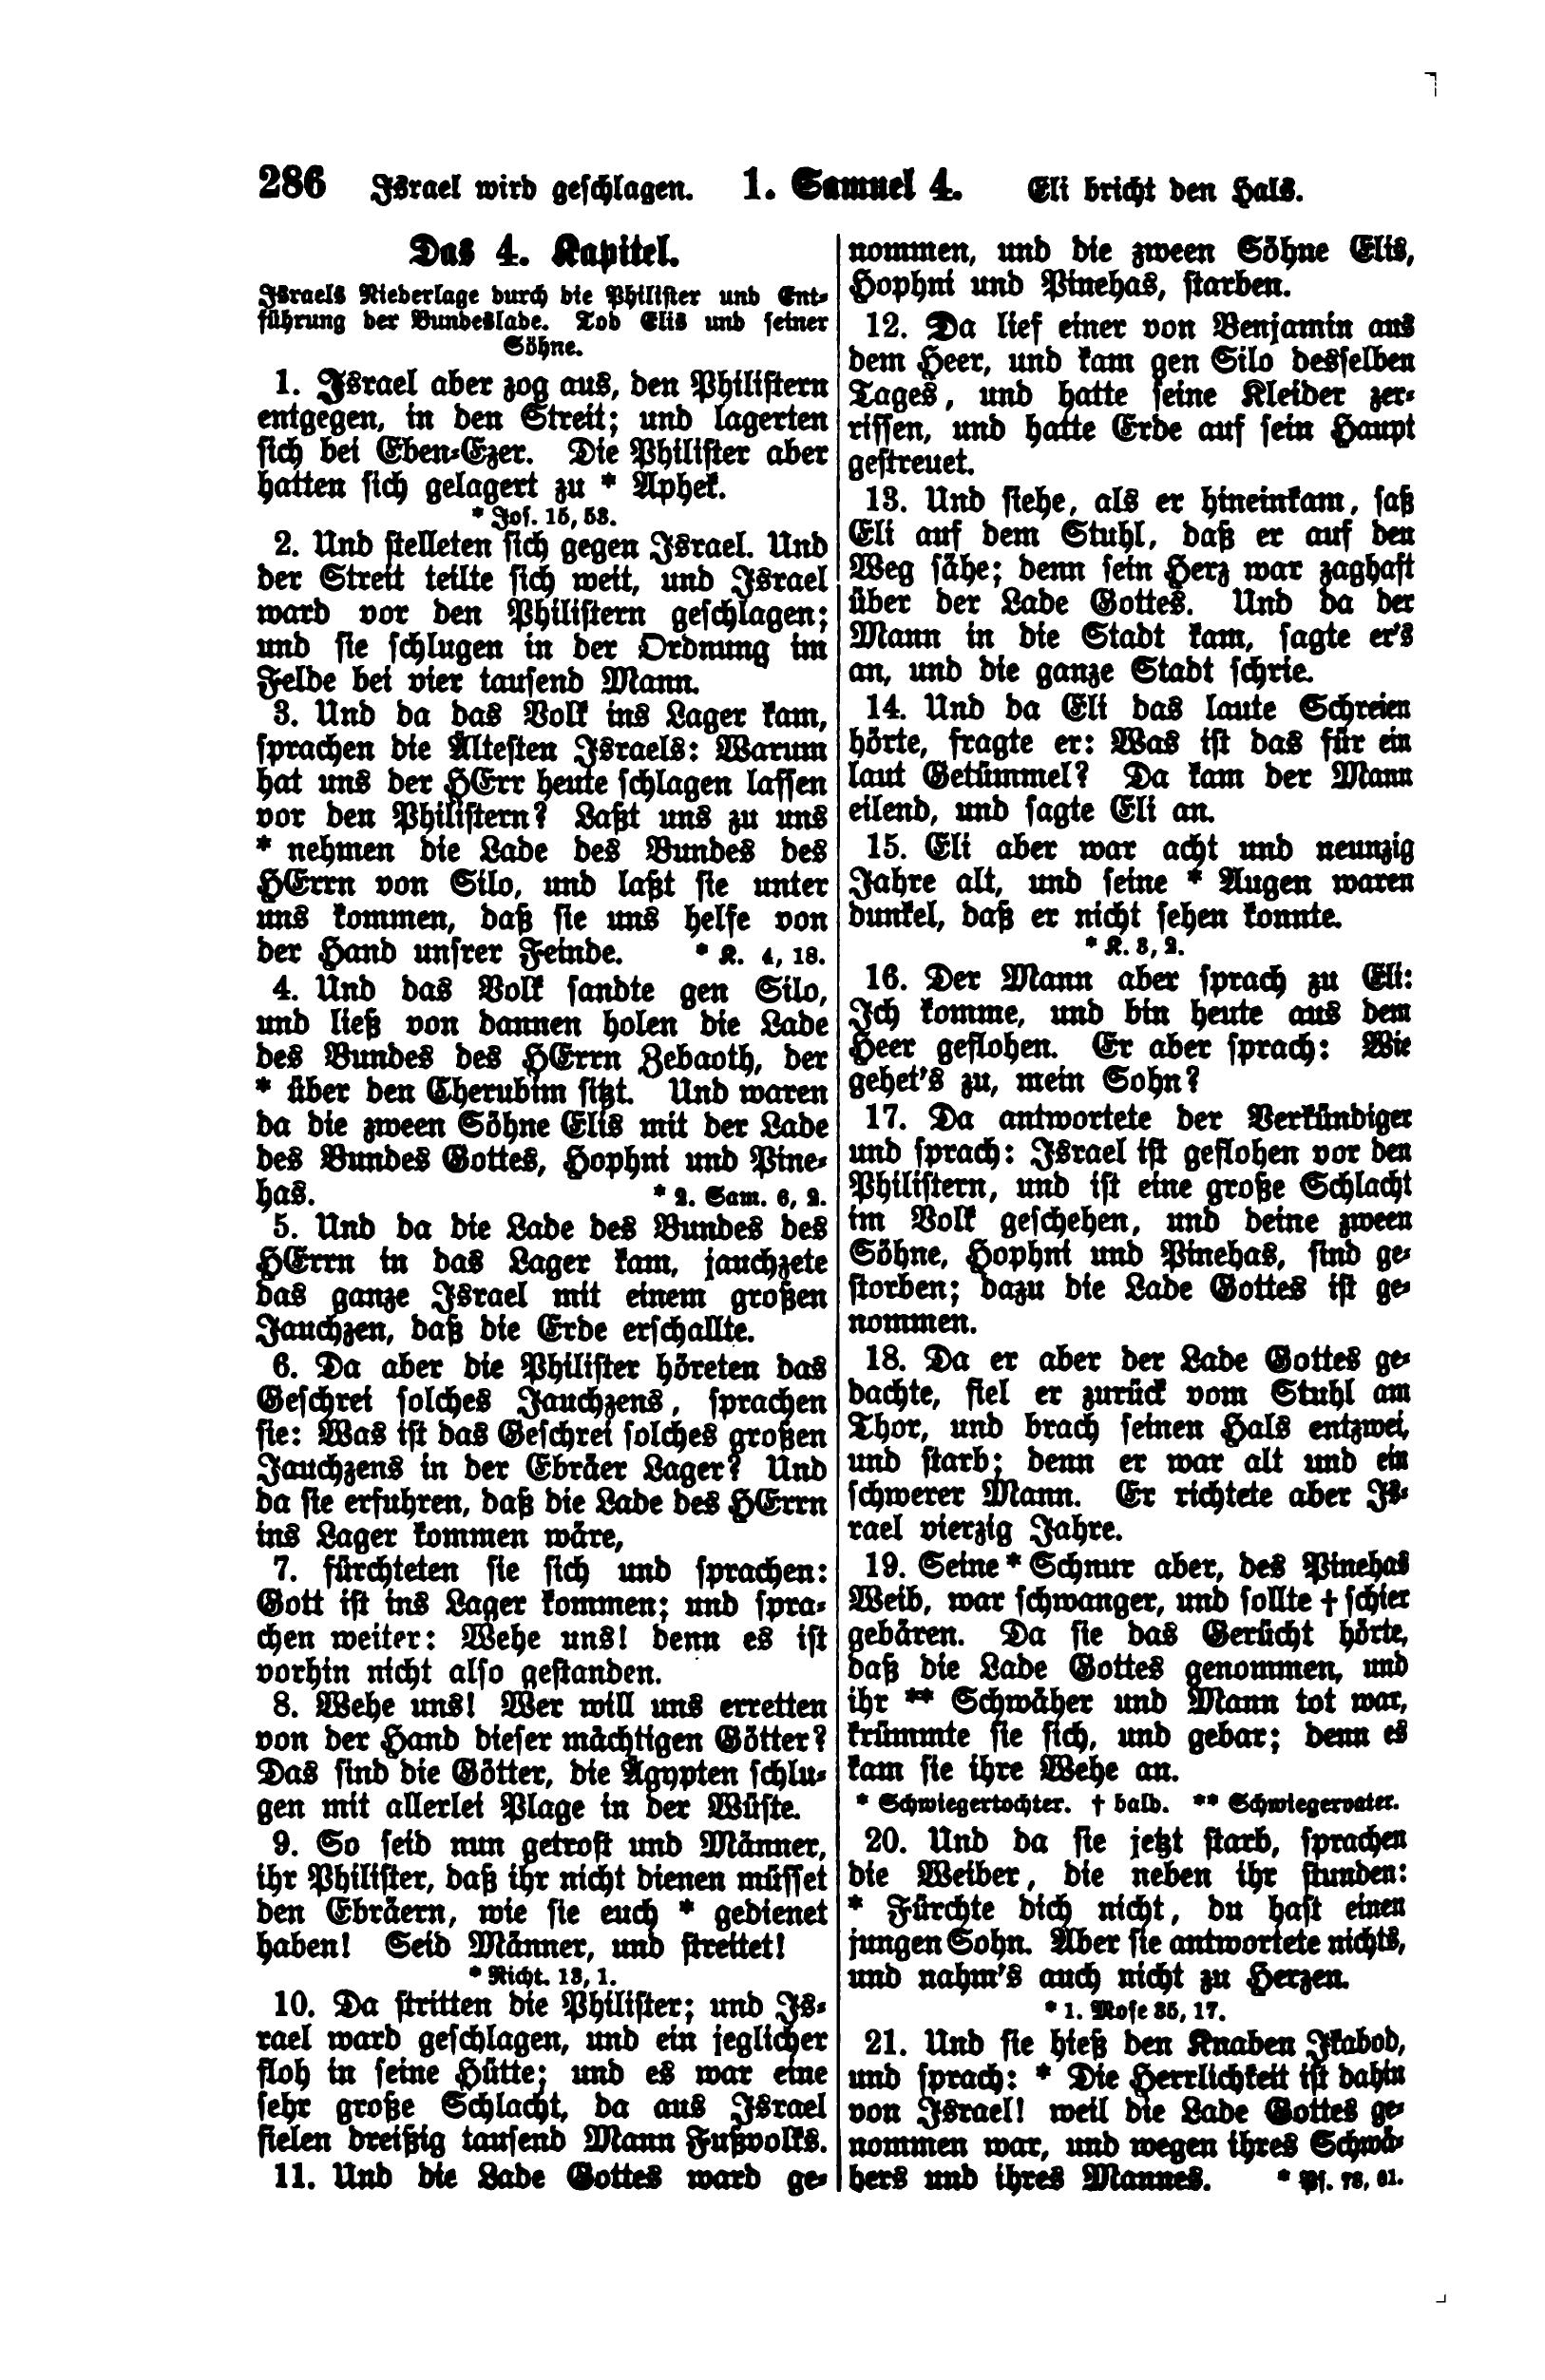 286 Israel wird geschlagen. 1. Samuel 4. Eli bricht den Hals.
Das 4. Kapitel.
Israels Niederlage durch die Philister und Ent-
führung der Bundeslade. Tod Elis und seiner
Söhne.
1. Israel aber zog aus, den Philistern
entgegen, in den Streit; und lagerten
sich bei Eben-Ezer. Die Philister aber
hatten sich gelagert zu * Aphek.
* Jos. 15, 53.
2. Und stelleten sich gegen Israel. Und
der Streit teilte sich weit, und Israel
ward vor den Philistern geschlagen;
und sie schlugen in der Ordnung im
Felde bei vier tausend Mann.
3. Und da das Volk ins Lager kam,
sprachen die Ältesten Israels: Warum
hat uns der HErr heute schlagen lassen
vor den Philistern? Laßt uns zu uns
* nehmen die Lade des Bundes des
HErrn von Silo, und laßt sie unter
uns kommen, daß sie uns helfe von
der Hand unsrer Feinde. * K. 4, 18.
4. Und das Volk sandte gen Silo,
und ließ von dannen holen die Lade
des Bundes des HErrn Zebaoth, der
* über den Cherubim sitzt. Und waren
da die zween Söhne Elis mit der Lade
des Bundes Gottes, Hophni und Pine-
has. * 2. Sam. 6, 2.
5. Und da die Lade des Bundes des
HErrn in das Lager kam, jauchzete
das ganze Israel mit einem großen
Jauchzen, daß die Erde erschallte.
6. Da aber die Philister höreten das
Geschrei solches Jauchzens, sprachen
sie: Was ist das Geschrei solches großen
Jauchzens in der Ebräer Lager? Und
da sie erfuhren, daß die Lade des HErrn
ins Lager kommen wäre,
7. fürchteten sie sich und sprachen:
Gott ist ins Lager kommen; und spra-
chen weiter: Wehe uns! denn es ist
vorhin nicht also gestanden.
8. Wehe uns! Wer will uns erretten
von der Hand dieser mächtigen Götter?
Das sind die Götter, die Ägypten schlu-
gen mit allerlei Plage in der Wüste.
9. So seid nun getrost und Männer,
ihr Philister, daß ihr nicht dienen müsset
den Ebräern, wie sie euch * gedienet
haben! Seid Männer, und streitet!
* Richt. 13, 1.
10. Da stritten die Philister; und Is-
rael ward geschlagen, und ein jeglicher
floh in seine Hütte; und es war eine
sehr große Schlacht, da aus Israel
fielen dreißig tausend Mann Fußvolks.
11. Und die Lade Gottes ward ge-
nommen, und die zween Söhne Elis,
Hophni und Pinehas, starben.
12. Da lief einer von Benjamin aus
dem Heer, und kam gen Silo desselben
Tages, und hatte seine Kleider zer-
rissen, und hatte Erde auf sein Haupt
gestreuet.
13. Und siehe, als er hineinkam, saß
Eli auf dem Stuhl, daß er auf den
Weg sähe; denn sein Herz war zaghaft
über der Lade Gottes. Und da der
Mann in die Stadt kam, sagte er's
an, und die ganze Stadt schrie.
14. Und da Eli das laute Schreien
hörte, fragte er: Was ist das für ein
laut Getümmel? Da kam der Mann
eilend, und sagte Eli an.
15. Eli aber war acht und neunzig
Jahre alt, und seine * Augen waren
dunkel, daß er nicht sehen konnte.
* K. 3, 2.
16. Der Mann aber sprach zu Eli:
Ich komme, und bin heute aus dem
Heer geflohen. Er aber sprach: Wie
gehet's zu, mein Sohn?
17. Da antwortete der Verkündiger
und sprach: Israel ist geflohen vor den
Philistern, und ist eine große Schlacht
im Volk geschehen, und deine zween
Söhne, Hophni und Pinehas, sind ge-
storben; dazu die Lade Gottes ist ge-
nommen.
18. Da er aber der Lade Gottes ge-
dachte, fiel er zurück vom Stuhl am
Thor, und brach seinen Hals entzwei,
und starb; denn er war alt und ein
schwerer Mann. Er richtete aber Is-
rael vierzig Jahre.
19. Seine * Schnur aber, des Pinehas
Weib, war schwanger, und sollte † schier
gebären. Da sie das Gerücht hörte,
daß die Lade Gottes genommen, und
ihr ** Schwäher und Mann tot war,
krümmte sie sich, und gebar; denn es
kam sie ihre Wehe an.
* Schwiegertochter. † bald. ** Schwiegervater.
20. Und da sie jetzt starb, sprachen
die Weiber, die neben ihr stunden:
* Fürchte dich nicht, du hast einen
jungen Sohn. Aber sie antwortete nichts,
und nahm's auch nicht zu Herzen.
* 1. Mose 35, 17.
21. Und sie hieß den Knaben Ikabod,
und sprach: * Die Herrlichkeit ist dahin
von Israel! weil die Lade Gottes ge-
nommen war, und wegen ihres Schwä-
hers und ihres Mannes. * Ps. 78, 61.